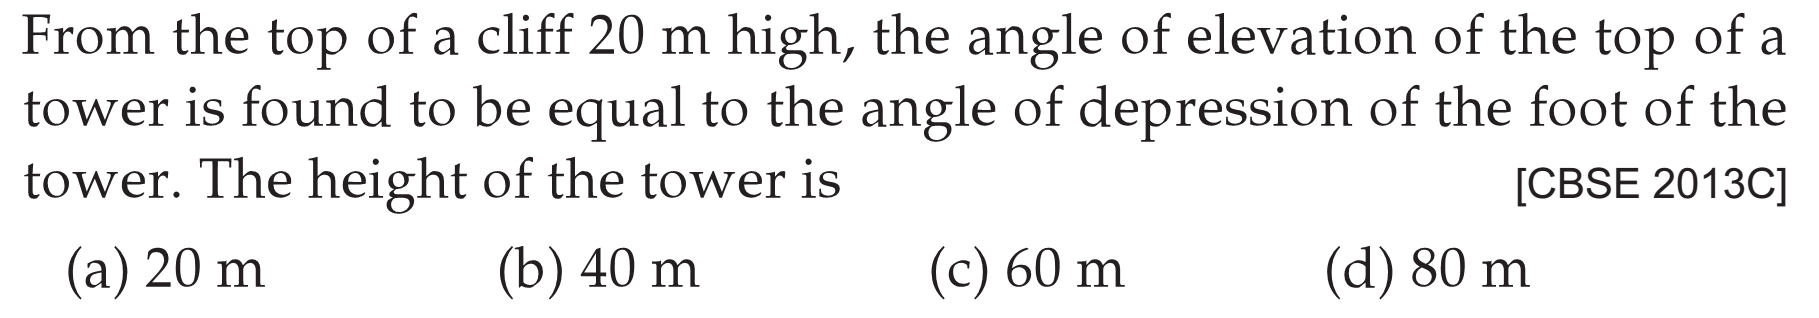 From the top of a cliff 20 m high, the angle of elevation of the top of a
tower is found to be equal to the angle of depression of the foot of the
tower. The height of the tower is [CBSE 2013C]
(a) 20 m (b) 40 m (c) 60 m (d) 80 m